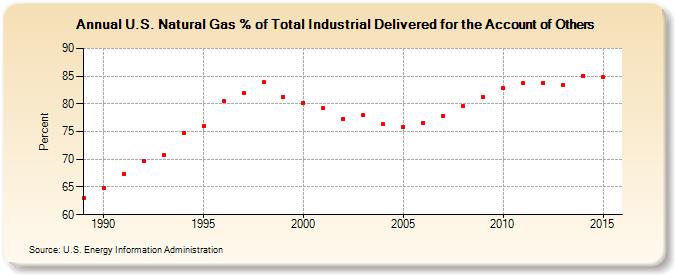 Annual U.S. Natural Gas % of Total Industrial Delivered for the Account of Others
90
85
80
75
70
65
60
Percent
1990 1995 2000 2005 2010 2015
Source: U.S. Energy Information Administration